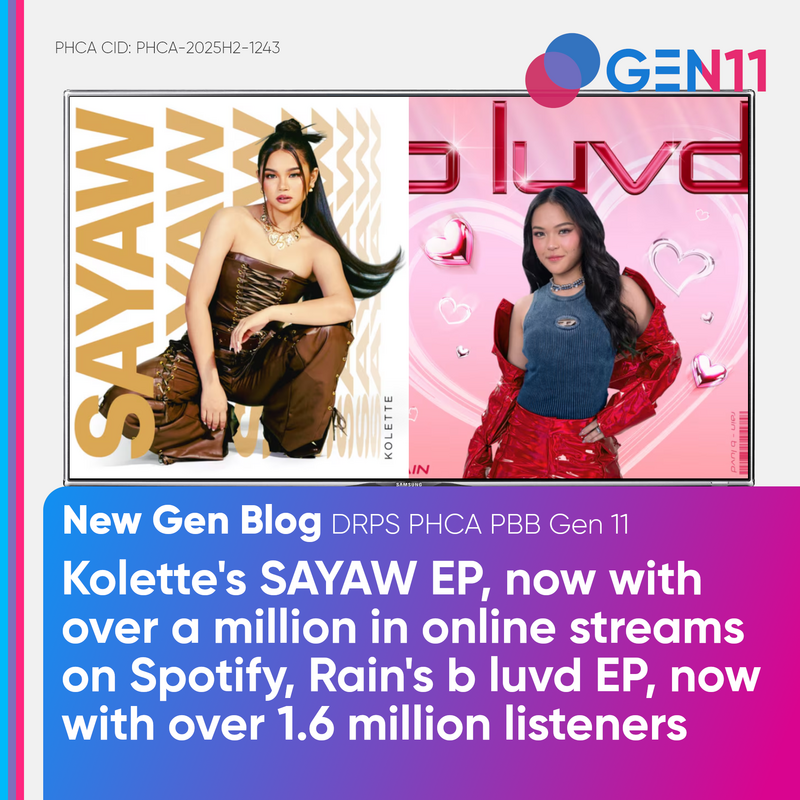 PHCA CID: PHCA-2025H2-1243
GEN11
SAYAW
SAYAW
SAYAW
KOLETTE
b luvd
AIN
rain - b luvd
SAMSUNG
New Gen Blog DRPS PHCA PBB Gen 11
Kolette's SAYAW EP, now with
over a million in online streams
on Spotify, Rain's b luvd EP, now
with over 1.6 million listeners